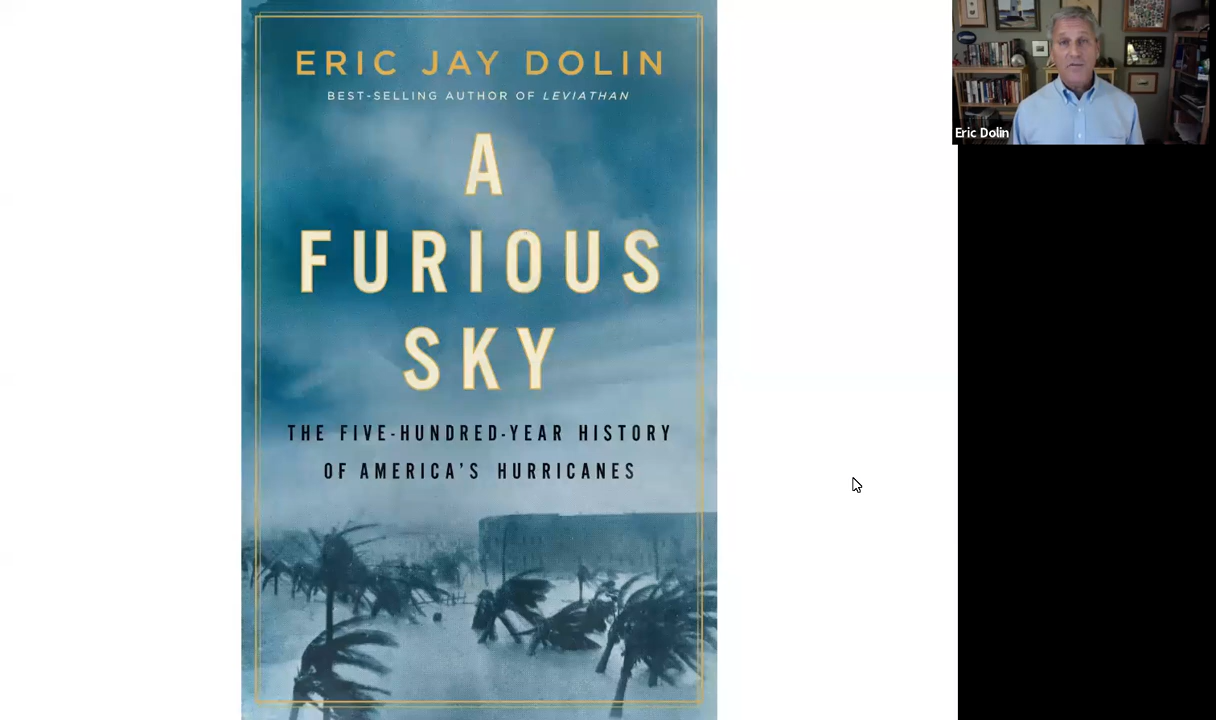 ERIC JAY DOLIN
BEST-SELLING AUTHOR OF LEVIATHAN
A
FURIOUS
SKY
THE FIVE-HUNDRED-YEAR HISTORY
OF AMERICA'S HURRICANES
Eric Dolin